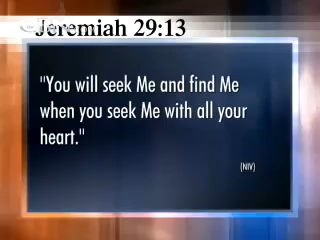 Jeremiah 29:13
"You will seek Me and find Me
when you seek Me with all your
heart."
(NIV)